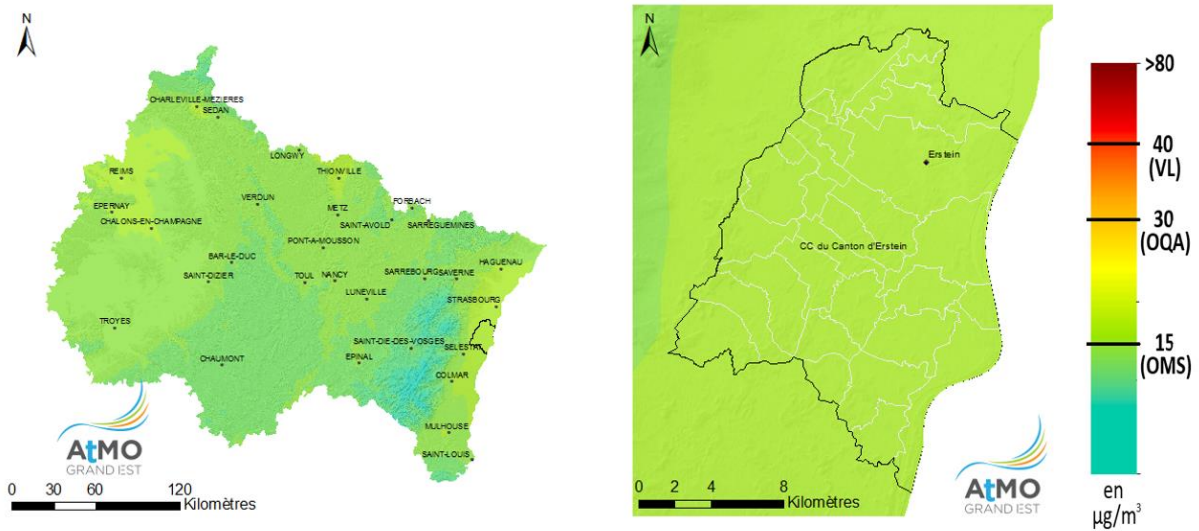 N
CHARLEVILLE-MEZIERES
SEDAN
LONGWY
REIMS
THIONVILLE
EPERNAY
VERDUN
METZ
FORBACH
CHALONS-EN-CHAMPAGNE
SAINT-AVOLD
SARREGUEMINES
PONT-A-MOUSSON
BAR-LE-DUC
HAGUENAU
SAINT-DIZIER
TOUL
NANCY
SARREBOURG
SAVERNE
LUNEVILLE
STRASBOURG
TROYES
SAINT-DIE-DES-VOSGES
SELESTAT
CHAUMONT
EPINAL
COLMAR
MULHOUSE
SAINT-LOUIS
AtMO
GRAND EST
0 30 60 120
Kilomètres
N
Erstein
CC du Canton d'Erstein
0 2 4 8
Kilomètres
AtMO
GRAND EST
>80
40
(VL)
30
(OQA)
15
(OMS)
en
µg/m³